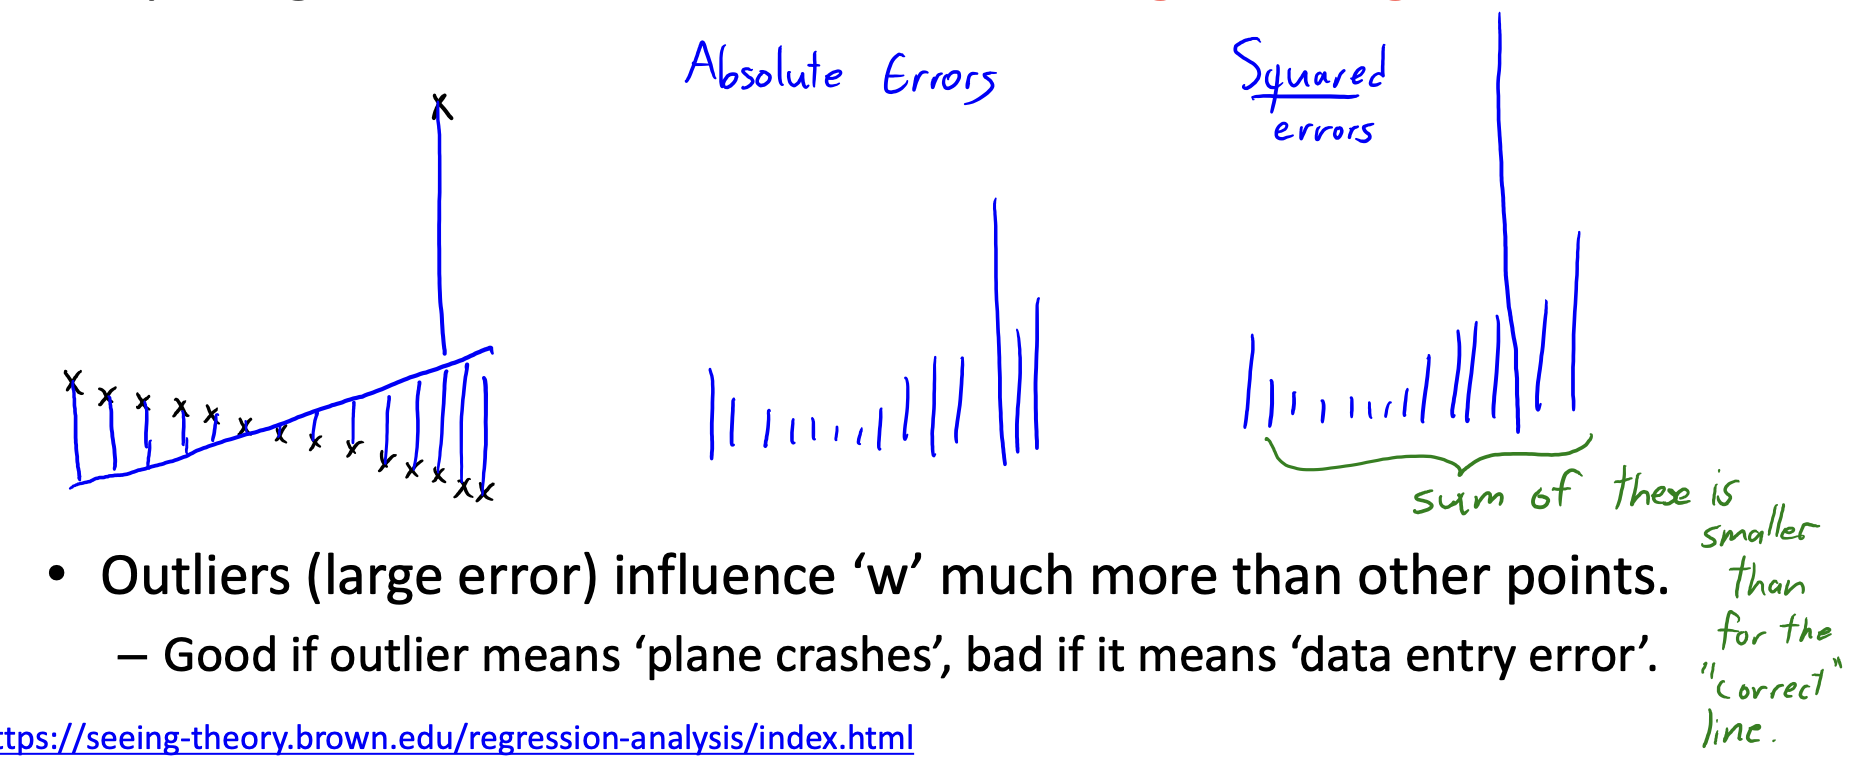 Absolute Errors
Squared
errors
sum of these is
smaller
than
for the
"correct"
line.
• Outliers (large error) influence ‘w’ much more than other points.
– Good if outlier means ‘plane crashes’, bad if it means ‘data entry error’.
ttps://seeing-theory.brown.edu/regression-analysis/index.html